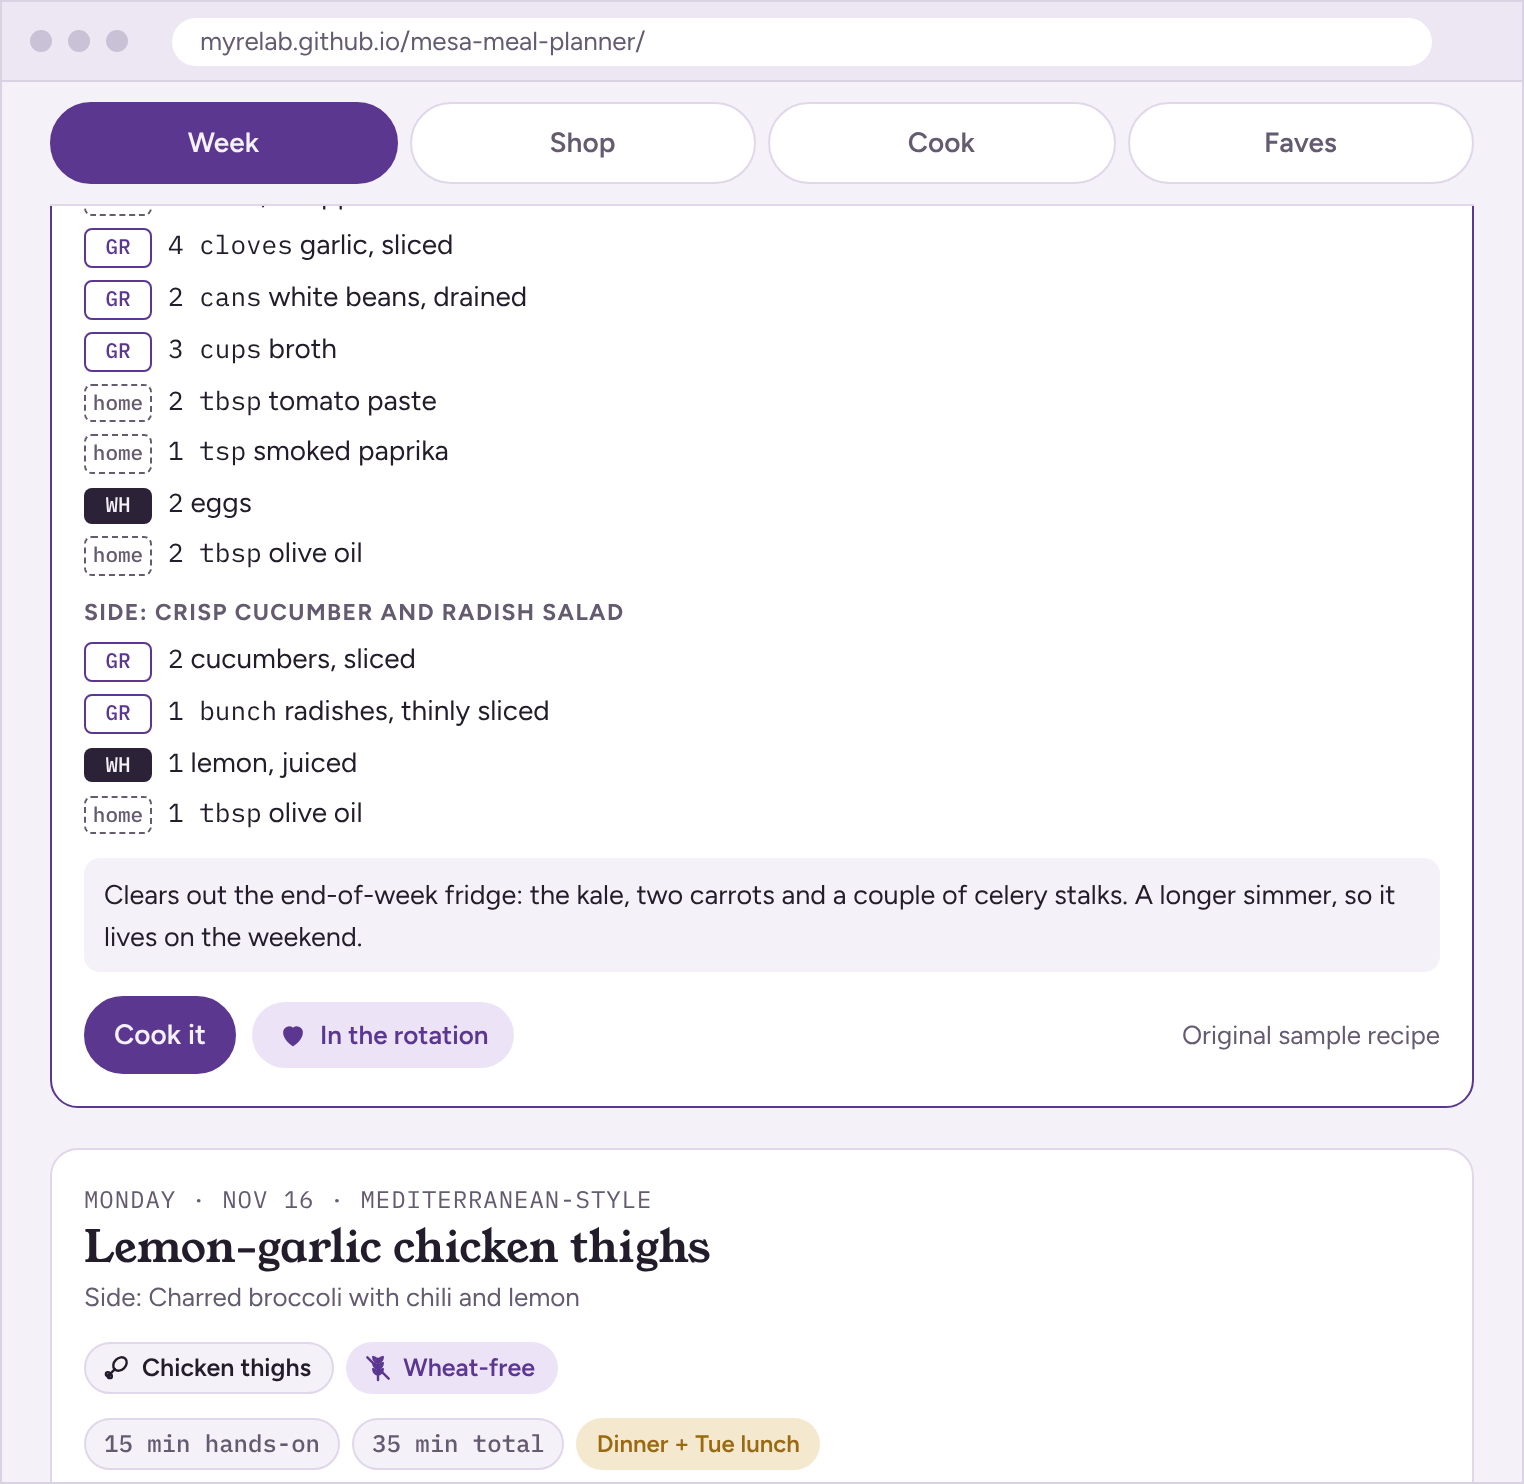 myrelab.github.io/mesa-meal-planner/
Week
Shop
Cook
Faves
GR 4 cloves garlic, sliced
GR 2 cans white beans, drained
GR 3 cups broth
home 2 tbsp tomato paste
home 1 tsp smoked paprika
WH 2 eggs
home 2 tbsp olive oil
SIDE: CRISP CUCUMBER AND RADISH SALAD
GR 2 cucumbers, sliced
GR 1 bunch radishes, thinly sliced
WH 1 lemon, juiced
home 1 tbsp olive oil
Clears out the end-of-week fridge: the kale, two carrots and a couple of celery stalks. A longer simmer, so it
lives on the weekend.
Cook it
In the rotation
Original sample recipe
MONDAY · NOV 16 · MEDITERRANEAN-STYLE
Lemon-garlic chicken thighs
Side: Charred broccoli with chili and lemon
Chicken thighs
Wheat-free
15 min hands-on
35 min total
Dinner + Tue lunch